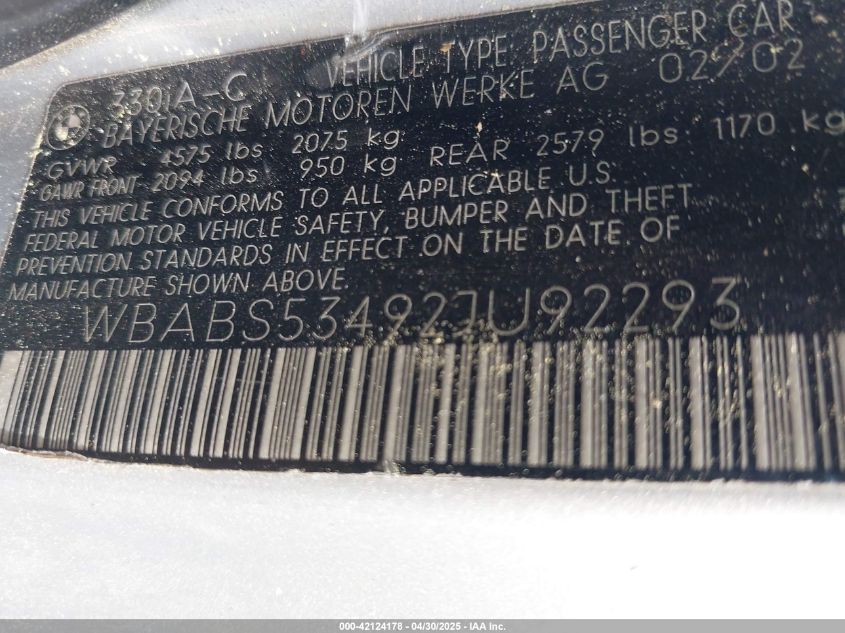 330iA-C VEHICLE TYPE PASSENGER CAR
BAYERISCHE MOTOREN WERKE AG 02/02
GVWR 4575 lbs 2075 kg
GAWR FRONT 2094 lbs 950 kg REAR 2579 lbs 1170 kg
THIS VEHICLE CONFORMS TO ALL APPLICABLE U.S.
FEDERAL MOTOR VEHICLE SAFETY, BUMPER AND THEFT
PREVENTION STANDARDS IN EFFECT ON THE DATE OF
MANUFACTURE SHOWN ABOVE.
WBABS53492JU92293
000-42124178 - 04/30/2025 - IAA Inc.